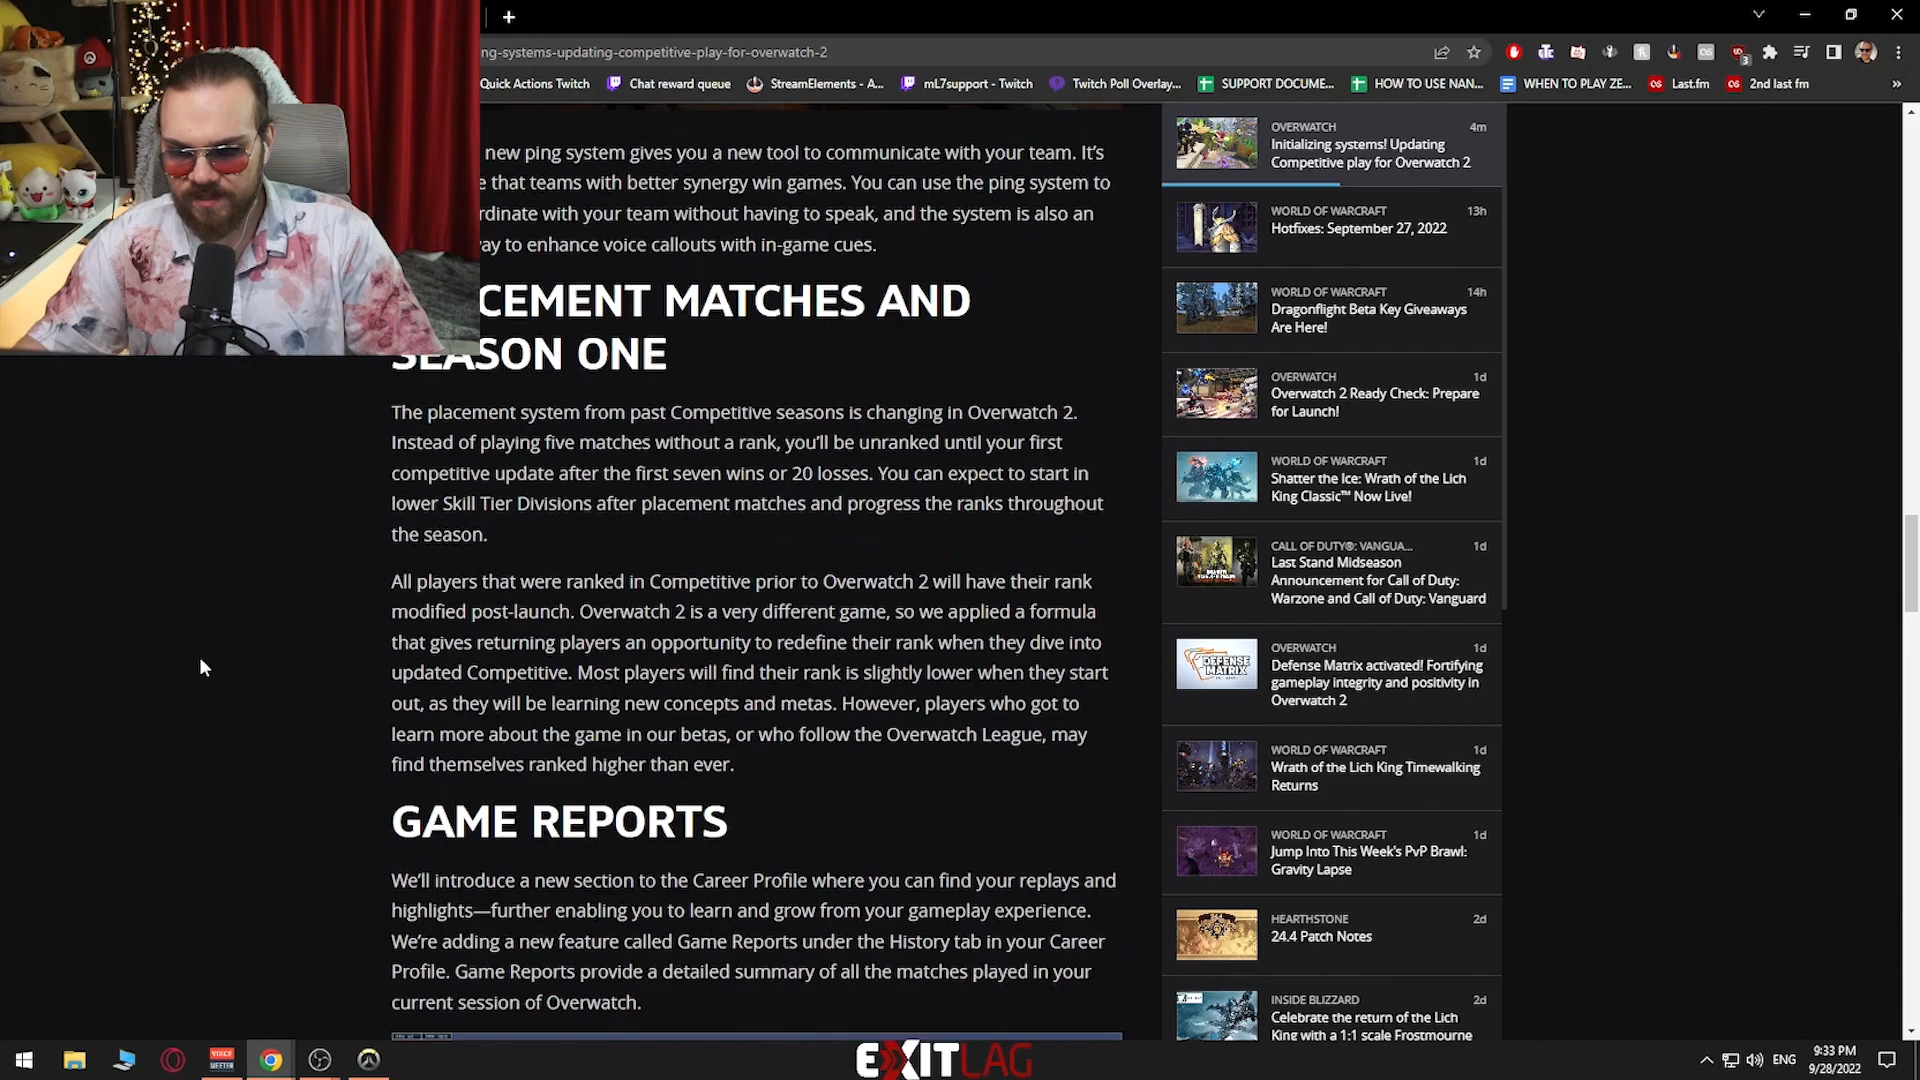 ng-systems-updating-competitive-play-for-overwatch-2
3
Quick Actions Twitch
Chat reward queue
StreamElements - A...
mL7support - Twitch
Twitch Poll Overlay...
SUPPORT DOCUME...
HOW TO USE NAN...
WHEN TO PLAY ZE...
Last.fm
2nd last fm
new ping system gives you a new tool to communicate with your team. It’s
e that teams with better synergy win games. You can use the ping system to
rdinate with your team without having to speak, and the system is also an
way to enhance voice callouts with in-game cues.
CEMENT MATCHES AND
SEASON ONE
The placement system from past Competitive seasons is changing in Overwatch 2.
Instead of playing five matches without a rank, you’ll be unranked until your first
competitive update after the first seven wins or 20 losses. You can expect to start in
lower Skill Tier Divisions after placement matches and progress the ranks throughout
the season.
All players that were ranked in Competitive prior to Overwatch 2 will have their rank
modified post-launch. Overwatch 2 is a very different game, so we applied a formula
that gives returning players an opportunity to redefine their rank when they dive into
updated Competitive. Most players will find their rank is slightly lower when they start
out, as they will be learning new concepts and metas. However, players who got to
learn more about the game in our betas, or who follow the Overwatch League, may
find themselves ranked higher than ever.
GAME REPORTS
We’ll introduce a new section to the Career Profile where you can find your replays and
highlights—further enabling you to learn and grow from your gameplay experience.
We’re adding a new feature called Game Reports under the History tab in your Career
Profile. Game Reports provide a detailed summary of all the matches played in your
current session of Overwatch.
OVERWATCH 4m
Initializing systems! Updating
Competitive play for Overwatch 2
WORLD OF WARCRAFT 13h
Hotfixes: September 27, 2022
WORLD OF WARCRAFT 14h
Dragonflight Beta Key Giveaways
Are Here!
OVERWATCH 1d
Overwatch 2 Ready Check: Prepare
for Launch!
WORLD OF WARCRAFT 1d
Shatter the Ice: Wrath of the Lich
King Classic™ Now Live!
CALL OF DUTY®: VANGUA... 1d
Last Stand Midseason
Announcement for Call of Duty:
Warzone and Call of Duty: Vanguard
DEFENSE
MATRIX
OVERWATCH 1d
Defense Matrix activated! Fortifying
gameplay integrity and positivity in
Overwatch 2
WORLD OF WARCRAFT 1d
Wrath of the Lich King Timewalking
Returns
WORLD OF WARCRAFT 1d
Jump Into This Week's PvP Brawl:
Gravity Lapse
HEARTHSTONE 2d
24.4 Patch Notes
INSIDE BLIZZARD 2d
Celebrate the return of the Lich
King with a 1:1 scale Frostmourne
VOICE
MEETER
EXITLAG
ENG
9:33 PM
9/28/2022